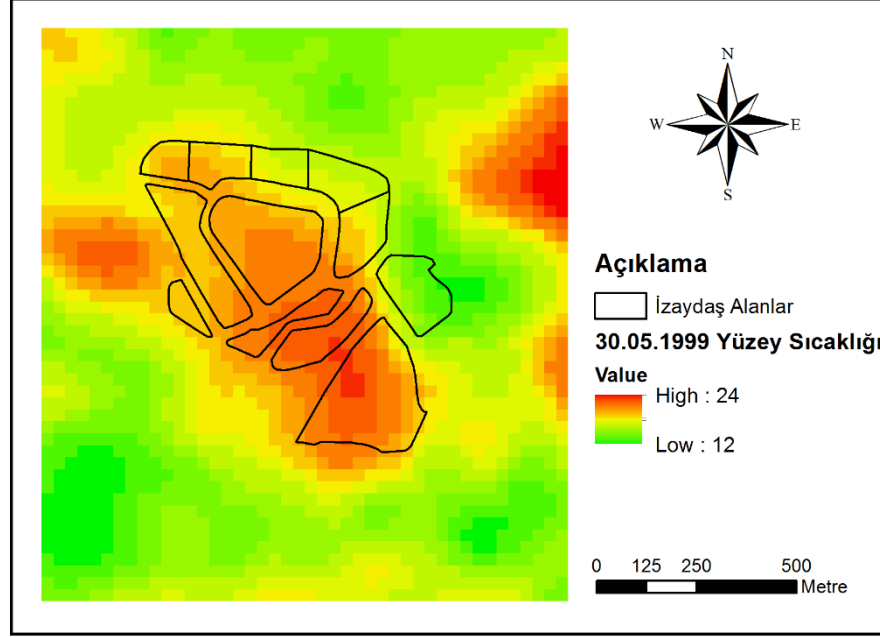 N
W E
S
Açıklama
İzaydaş Alanlar
30.05.1999 Yüzey Sıcaklığı
Value
High : 24
Low : 12
0 125 250 500
Metre